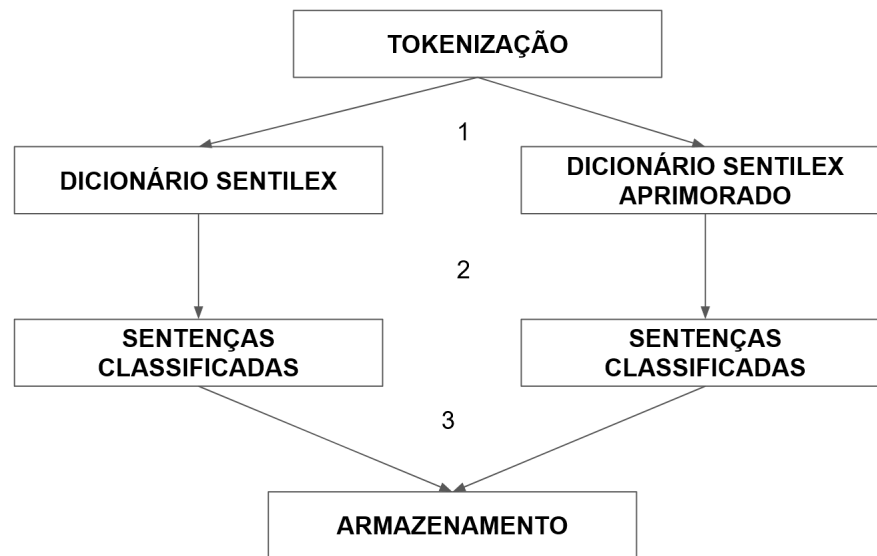 TOKENIZAÇÃO
1
DICIONÁRIO SENTILEX
DICIONÁRIO SENTILEX
APRIMORADO
2
SENTENÇAS
CLASSIFICADAS
SENTENÇAS
CLASSIFICADAS
3
ARMAZENAMENTO